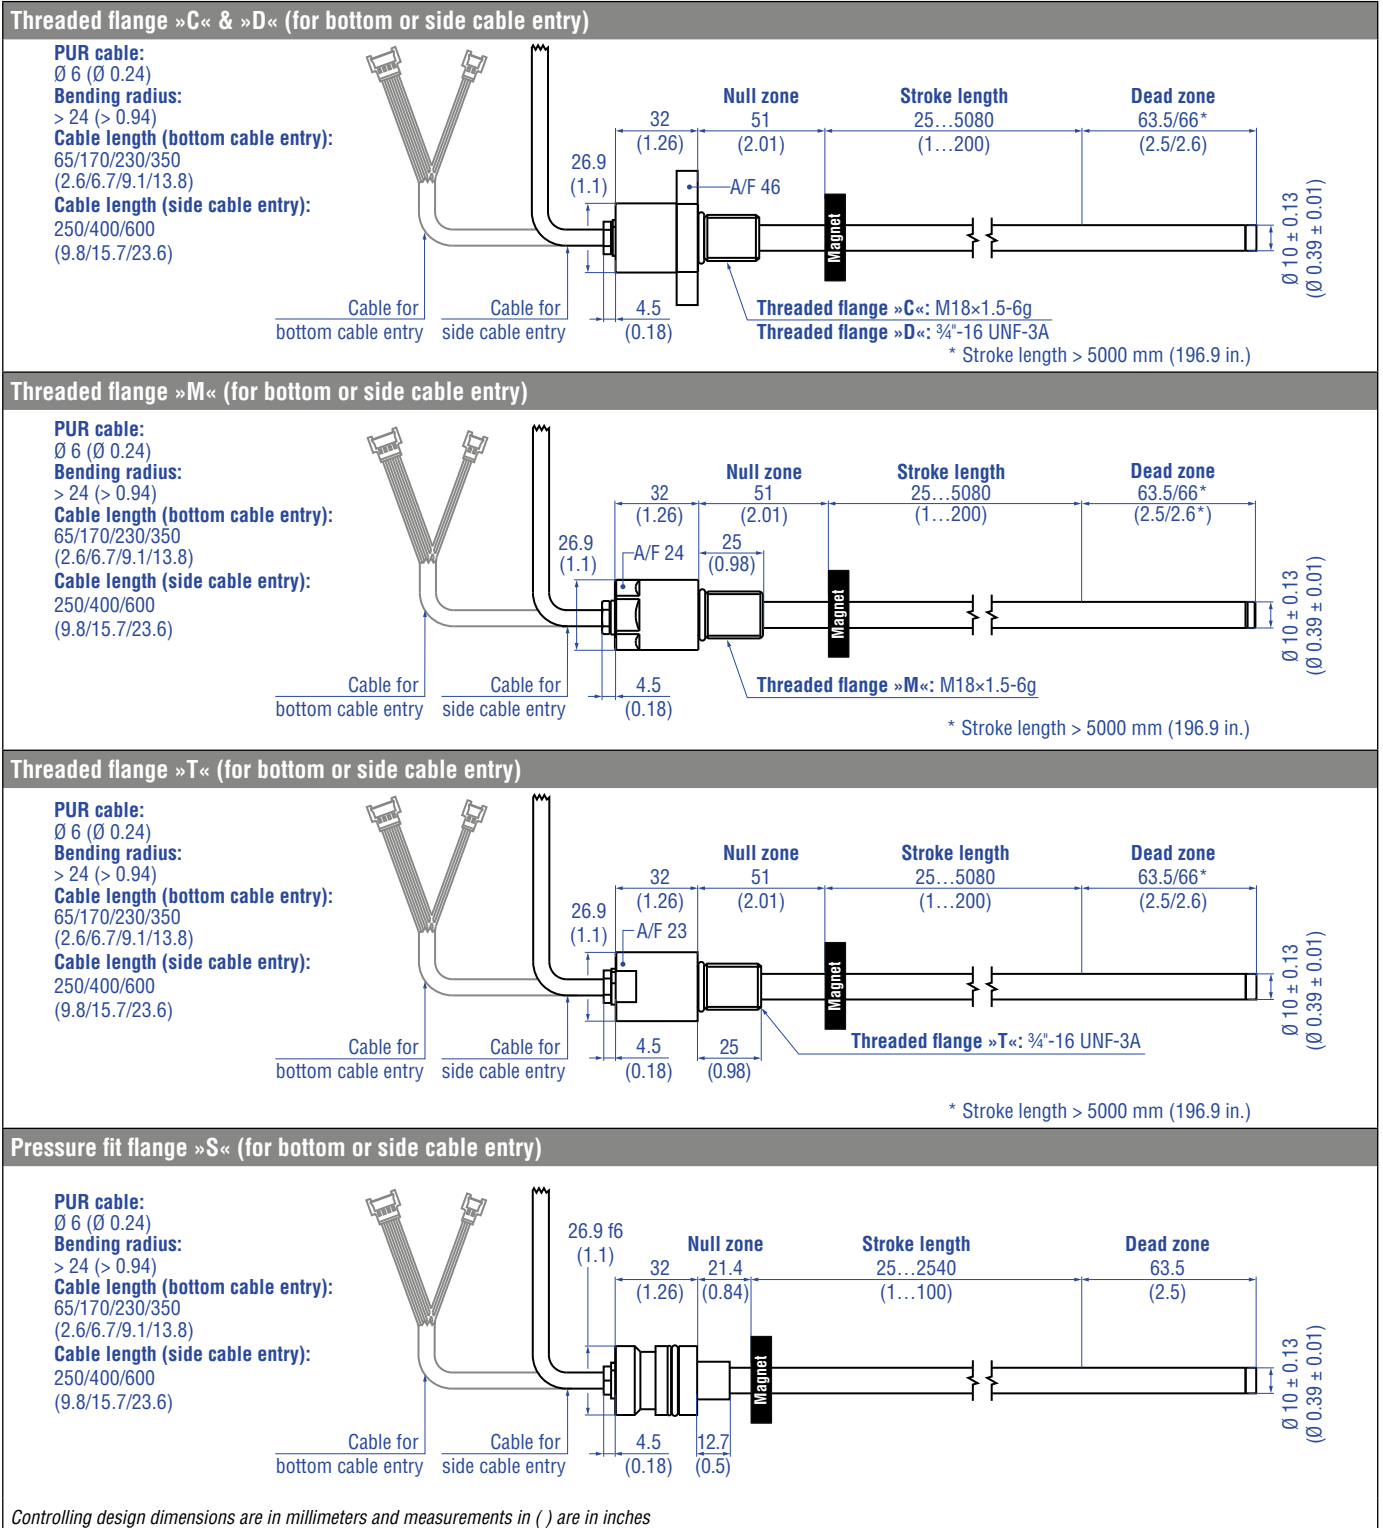 Threaded flange »C« & »D« (for bottom or side cable entry)
PUR cable:
Ø 6 (Ø 0.24)
Bending radius:
> 24 (> 0.94)
Cable length (bottom cable entry):
65/170/230/350
(2.6/6.7/9.1/13.8)
Cable length (side cable entry):
250/400/600
(9.8/15.7/23.6)
Null zone
Stroke length
Dead zone
32
51
25…5080
63.5/66*
(1.26)
(2.01)
(1…200)
(2.5/2.6)
26.9
(1.1)
A/F 46
Magnet
Ø 10 ± 0.13
(Ø 0.39 ± 0.01)
Cable for
bottom cable entry
Cable for
side cable entry
4.5
(0.18)
Threaded flange »C«: M18×1.5-6g
Threaded flange »D«: ¾"-16 UNF-3A
* Stroke length > 5000 mm (196.9 in.)
Threaded flange »M« (for bottom or side cable entry)
PUR cable:
Ø 6 (Ø 0.24)
Bending radius:
> 24 (> 0.94)
Cable length (bottom cable entry):
65/170/230/350
(2.6/6.7/9.1/13.8)
Cable length (side cable entry):
250/400/600
(9.8/15.7/23.6)
Null zone
Stroke length
Dead zone
32
51
25…5080
63.5/66*
(1.26)
(2.01)
(1…200)
(2.5/2.6*)
26.9
(1.1)
A/F 24
25
(0.98)
Magnet
Ø 10 ± 0.13
(Ø 0.39 ± 0.01)
Cable for
bottom cable entry
Cable for
side cable entry
4.5
(0.18)
Threaded flange »M«: M18×1.5-6g
* Stroke length > 5000 mm (196.9 in.)
Threaded flange »T« (for bottom or side cable entry)
PUR cable:
Ø 6 (Ø 0.24)
Bending radius:
> 24 (> 0.94)
Cable length (bottom cable entry):
65/170/230/350
(2.6/6.7/9.1/13.8)
Cable length (side cable entry):
250/400/600
(9.8/15.7/23.6)
Null zone
Stroke length
Dead zone
32
51
25…5080
63.5/66*
(1.26)
(2.01)
(1…200)
(2.5/2.6)
26.9
(1.1)
A/F 23
Magnet
Ø 10 ± 0.13
(Ø 0.39 ± 0.01)
Cable for
bottom cable entry
Cable for
side cable entry
4.5
(0.18)
25
(0.98)
Threaded flange »T«: ¾"-16 UNF-3A
* Stroke length > 5000 mm (196.9 in.)
Pressure fit flange »S« (for bottom or side cable entry)
PUR cable:
Ø 6 (Ø 0.24)
Bending radius:
> 24 (> 0.94)
Cable length (bottom cable entry):
65/170/230/350
(2.6/6.7/9.1/13.8)
Cable length (side cable entry):
250/400/600
(9.8/15.7/23.6)
26.9 f6
(1.1)
Null zone
Stroke length
Dead zone
32
21.4
25…2540
63.5
(1.26)
(0.84)
(1…100)
(2.5)
Magnet
Ø 10 ± 0.13
(Ø 0.39 ± 0.01)
Cable for
bottom cable entry
Cable for
side cable entry
4.5
(0.18)
12.7
(0.5)
Controlling design dimensions are in millimeters and measurements in ( ) are in inches